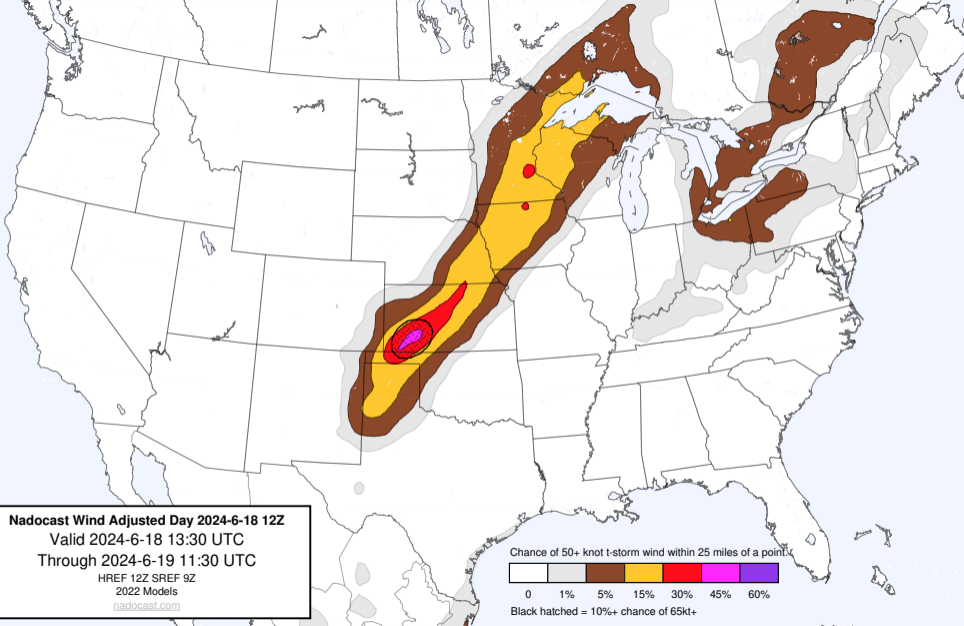 Nadocast Wind Adjusted Day 2024-6-18 12Z
Valid 2024-6-18 13:30 UTC
Through 2024-6-19 11:30 UTC
HREF 12Z SREF 9Z
2022 Models
nadocast.com
Chance of 50+ knot t-storm wind within 25 miles of a point.
0 1% 5% 15% 30% 45% 60%
Black hatched = 10%+ chance of 65kt+